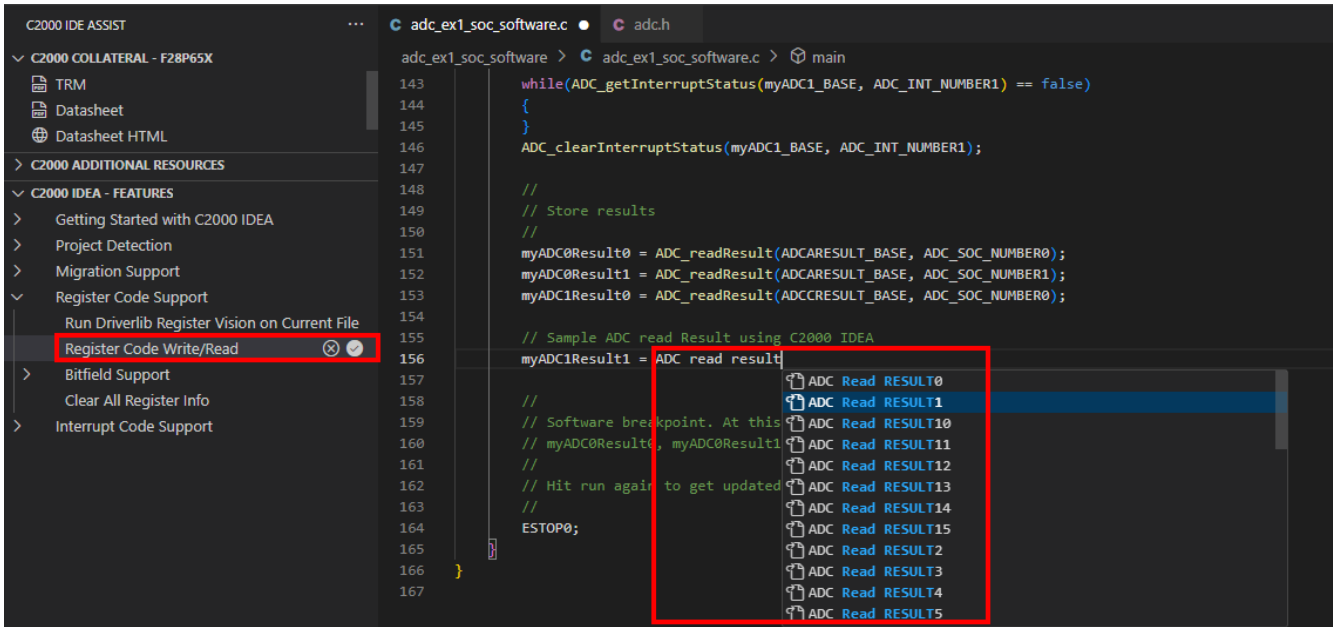 C2000 IDE ASSIST ...
C2000 COLLATERAL - F28P65X
TRM
Datasheet
Datasheet HTML
C2000 ADDITIONAL RESOURCES
C2000 IDEA - FEATURES
Getting Started with C2000 IDEA
Project Detection
Migration Support
Register Code Support
Run Driverlib Register Vision on Current File
Register Code Write/Read
Bitfield Support
Clear All Register Info
Interrupt Code Support
C adc_ex1_soc_software.c ● C adc.h
adc_ex1_soc_software > C adc_ex1_soc_software.c > main
143 while(ADC_getInterruptStatus(myADC1_BASE, ADC_INT_NUMBER1) == false)
144 {
145 }
146 ADC_clearInterruptStatus(myADC1_BASE, ADC_INT_NUMBER1);
147
148 //
149 // Store results
150 //
151 myADC0Result0 = ADC_readResult(ADCARESULT_BASE, ADC_SOC_NUMBER0);
152 myADC0Result1 = ADC_readResult(ADCARESULT_BASE, ADC_SOC_NUMBER1);
153 myADC1Result0 = ADC_readResult(ADCCRESULT_BASE, ADC_SOC_NUMBER0);
154
155 // Sample ADC read Result using C2000 IDEA
156 myADC1Result1 = ADC read result
157
158 //
159 // Software breakpoint. At this
160 // myADC0Result0, myADC0Result1
161 //
162 // Hit run again to get updated
163 //
164 ESTOP0;
165 }
166 }
167
ADC Read RESULT0
ADC Read RESULT1
ADC Read RESULT10
ADC Read RESULT11
ADC Read RESULT12
ADC Read RESULT13
ADC Read RESULT14
ADC Read RESULT15
ADC Read RESULT2
ADC Read RESULT3
ADC Read RESULT4
ADC Read RESULT5